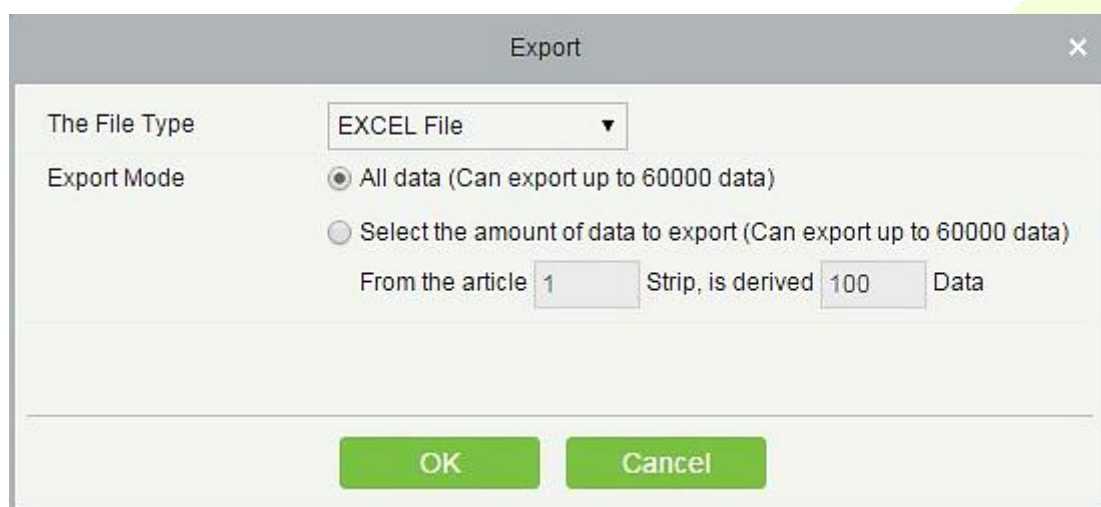 Export
The File Type EXCEL File
Export Mode All data (Can export up to 60000 data)
Select the amount of data to export (Can export up to 60000 data)
From the article 1 Strip, is derived 100 Data
OK Cancel